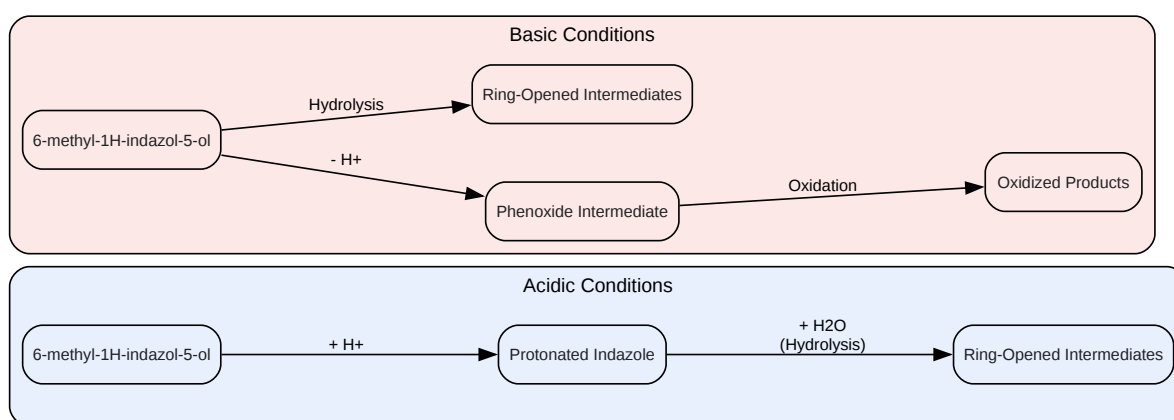 Basic Conditions
Ring-Opened Intermediates
Hydrolysis
6-methyl-1H-indazol-5-ol
- H+
Oxidation
Oxidized Products
Phenoxide Intermediate
Acidic Conditions
6-methyl-1H-indazol-5-ol
+ H+
Protonated Indazole
+ H2O
(Hydrolysis)
Ring-Opened Intermediates